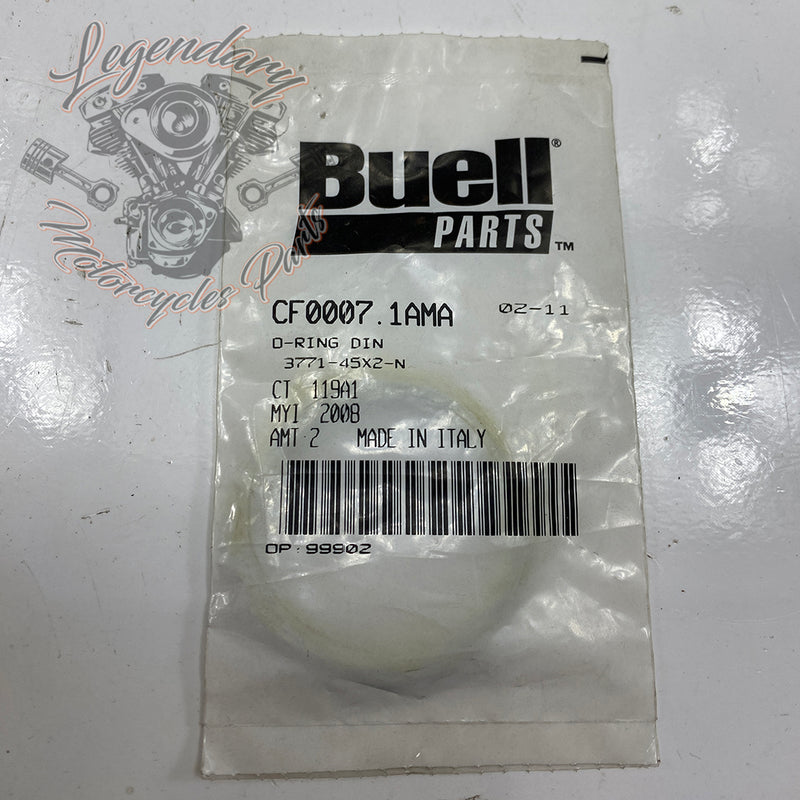 Legendary
Motorcycles Parts
Buell®
PARTS™
CF0007.1AMA 02-11
O-RING DIN
3771-45X2-N
CT 119A1
MYI 2008
AMT 2 MADE IN ITALY
OP: 99902